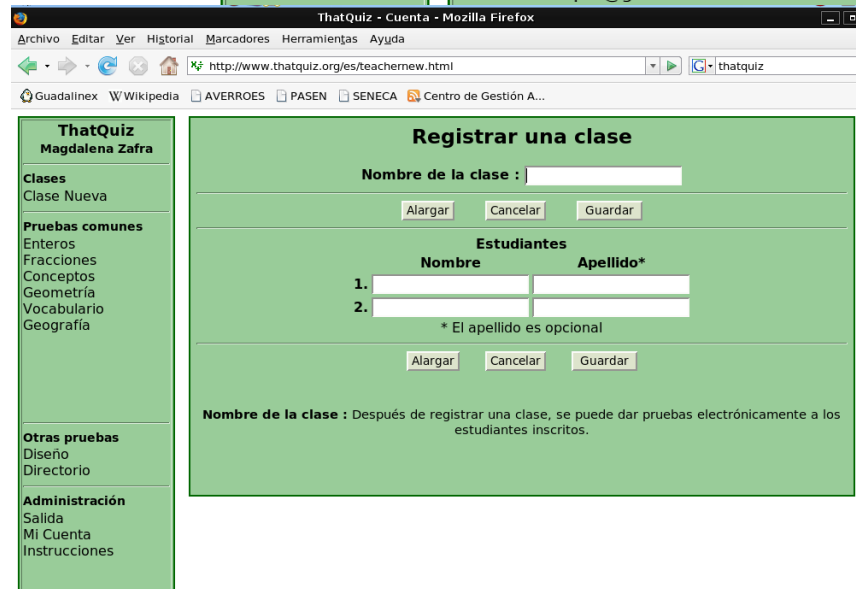 ThatQuiz - Cuenta - Mozilla Firefox
Archivo Editar Ver Historial Marcadores Herramientas Ayuda
http://www.thatquiz.org/es/teachernew.html
G thatquiz
Guadalinex W Wikipedia AVERROES PASEN SENECA Centro de Gestión A...
ThatQuiz
Magdalena Zafra
Clases
Clase Nueva
Pruebas comunes
Enteros
Fracciones
Conceptos
Geometría
Vocabulario
Geografía
Otras pruebas
Diseño
Directorio
Administración
Salida
Mi Cuenta
Instrucciones
Registrar una clase
Nombre de la clase :
Alargar Cancelar Guardar
Estudiantes
Nombre Apellido*
1.
2.
* El apellido es opcional
Alargar Cancelar Guardar
Nombre de la clase : Después de registrar una clase, se puede dar pruebas electrónicamente a los
estudiantes inscritos.